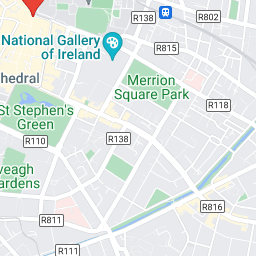 R138
R802
National Gallery
of Ireland
R815
thedral
Merrion
Square Park
R118
St Stephen's
Green
R138
R110
veagh
ardens
R816
R811
R111